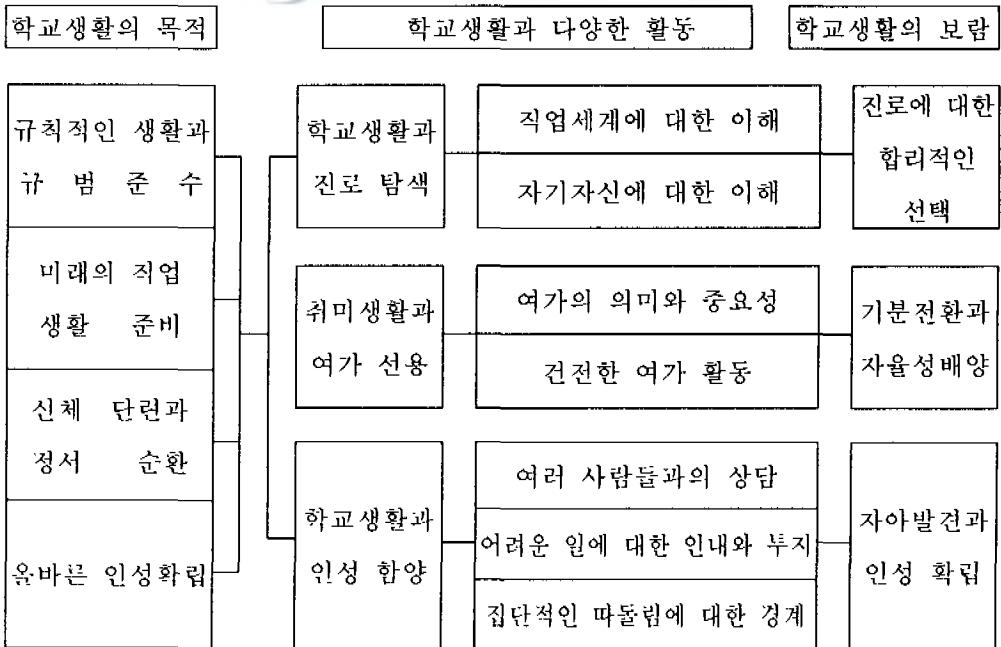 학교생활의 목적
학교생활과 다양한 활동
학교생활의 보람
규칙적인 생활과
규 범 준 수
미래의 직업
생활 준비
신체 단련과
정서 순환
올바른 인성확립
학교생활과
진로 탐색
직업세계에 대한 이해
자기자신에 대한 이해
진로에 대한
합리적인
선택
취미생활과
여가 선용
여가의 의미와 중요성
건전한 여가 활동
기분전환과
자율성배양
학교생활과
인성 함양
여러 사람들과의 상담
어려운 일에 대한 인내와 투지
집단적인 따돌림에 대한 경계
자아발견과
인성 확립